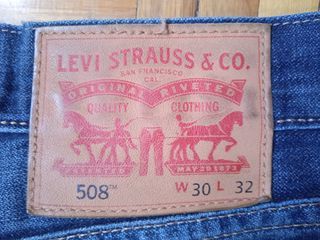 LEVI STRAUSS & CO.
SAN FRANCISCO
CAL.
ORIGINAL RIVETED
QUALITY CLOTHING
PATENTED MAY 20 1873
508™ W 30 L 32